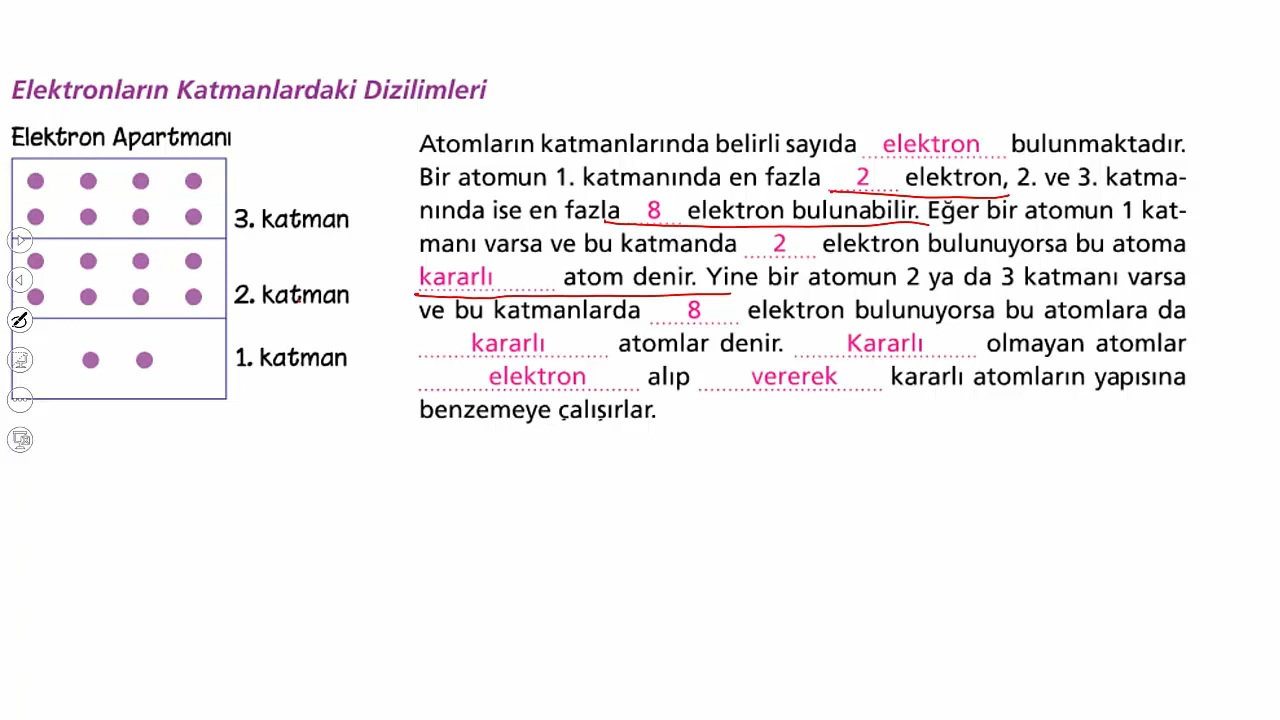 Elektronların Katmanlardaki Dizilimleri
Elektron Apartmanı
3. katman
2. katman
1. katman
Atomların katmanlarında belirli sayıda elektron bulunmaktadır.
Bir atomun 1. katmanında en fazla 2 elektron, 2. ve 3. katma-
nında ise en fazla 8 elektron bulunabilir. Eğer bir atomun 1 kat-
manı varsa ve bu katmanda 2 elektron bulunuyorsa bu atoma
kararlı atom denir. Yine bir atomun 2 ya da 3 katmanı varsa
ve bu katmanlarda 8 elektron bulunuyorsa bu atomlara da
kararlı atomlar denir. Kararlı olmayan atomlar
elektron alıp vererek kararlı atomların yapısına
benzemeye çalışırlar.